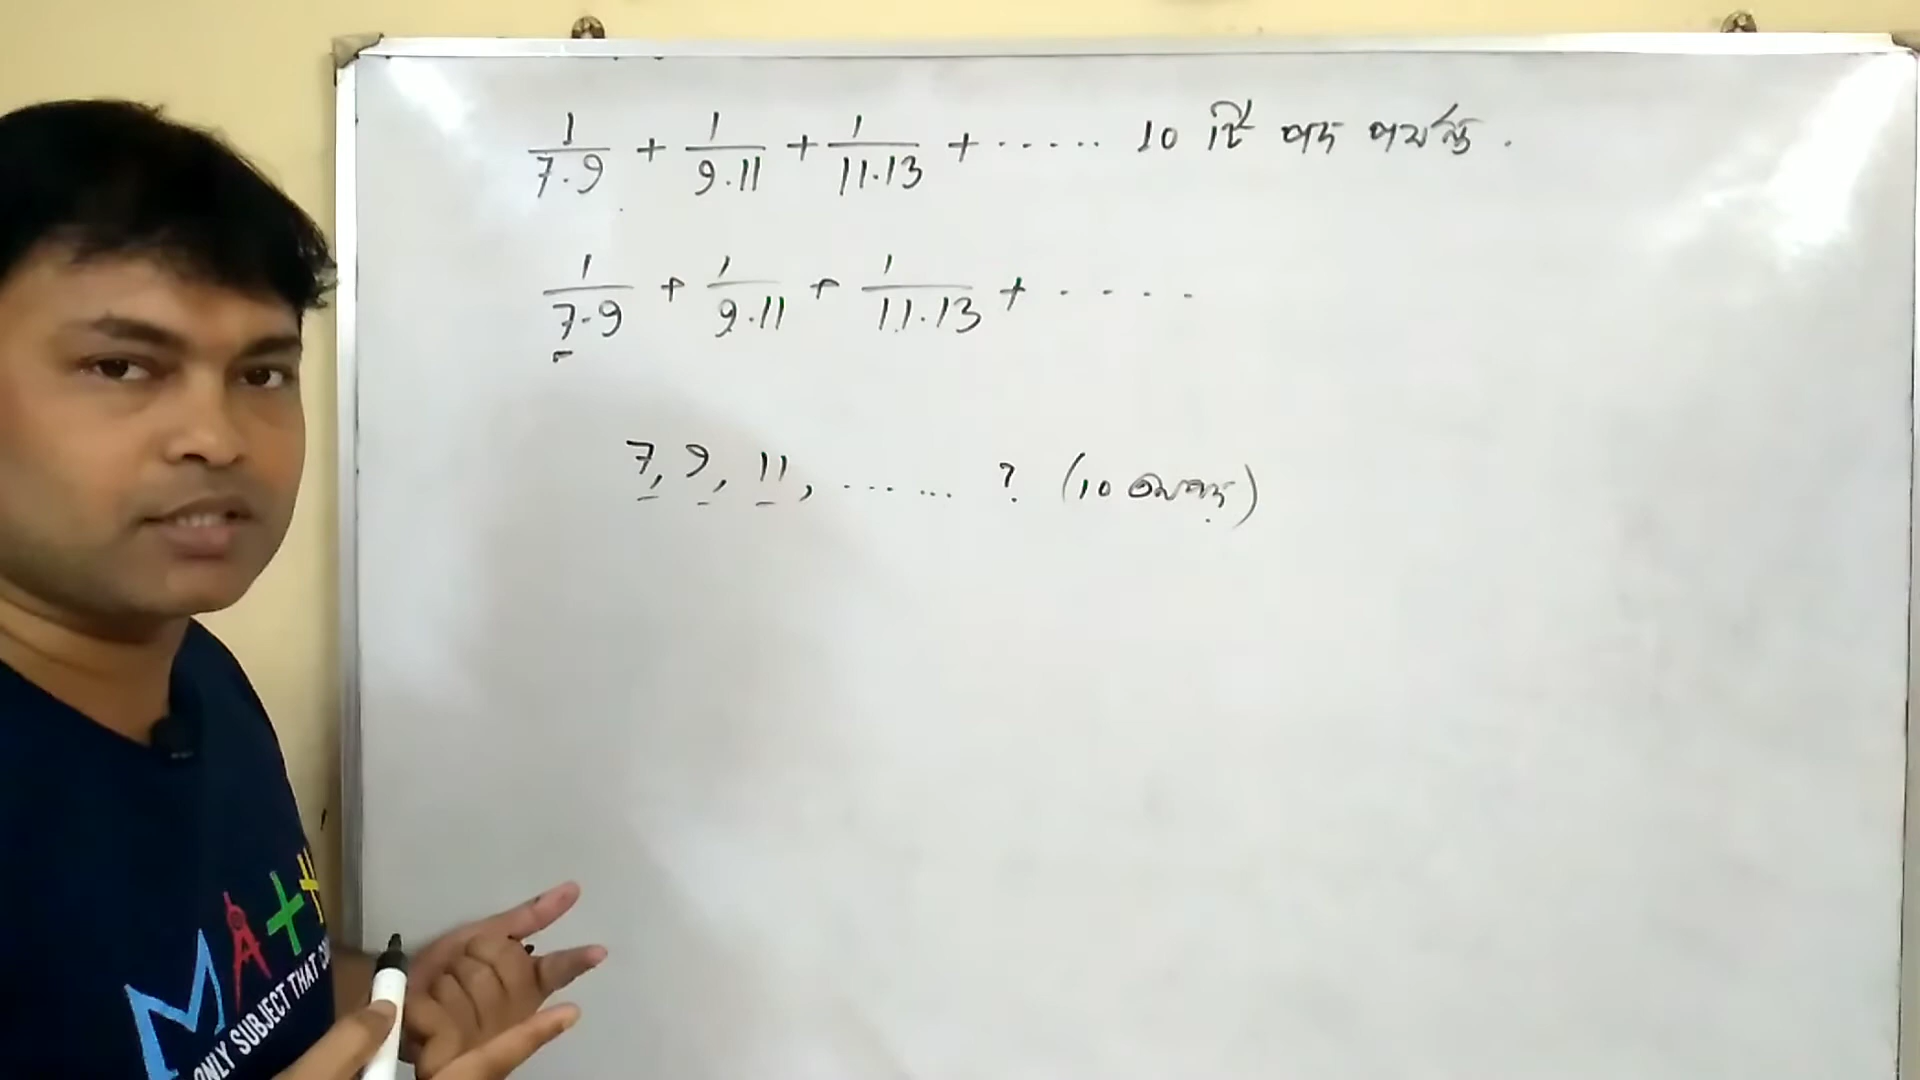 1/7·9 + 1/9·11 + 1/11·13 + ····· 10 টি পদ পর্যন্ত.
1/7·9 + 1/9·11 + 1/11·13 + ····
7, 9, 11, ······ ? (10 তম পদ)
MA++
ONLY SUBJECT THAT